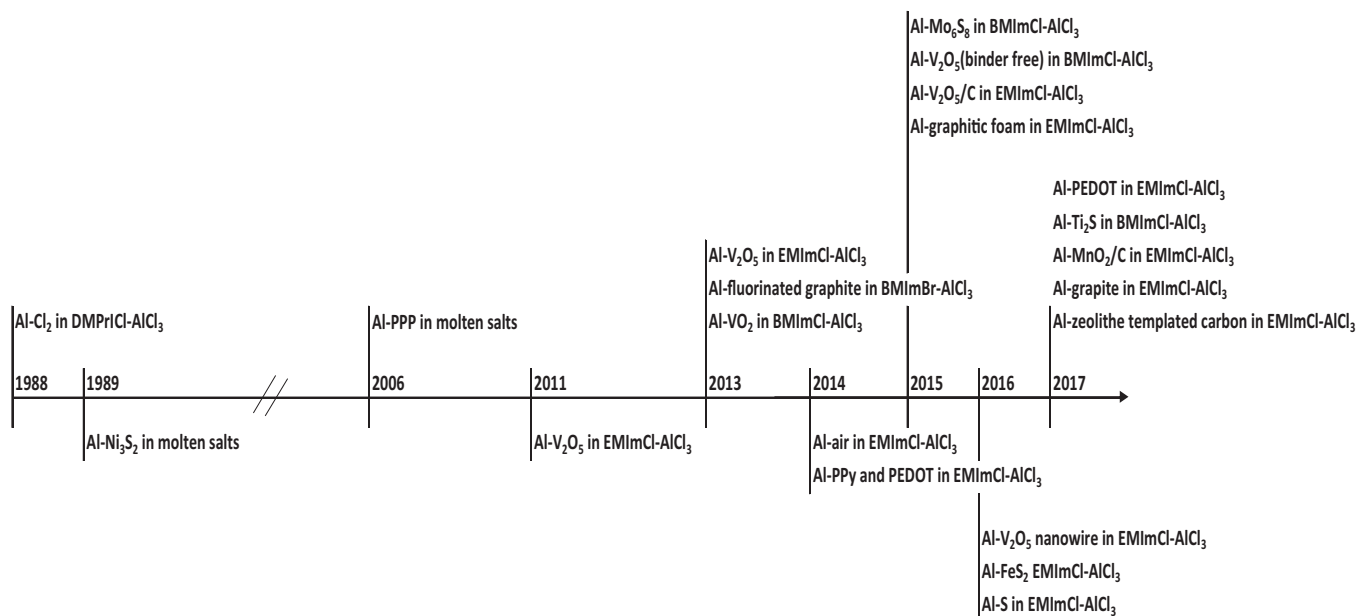 Al-Mo₆S₈ in BMImCl-AlCl₃
Al-V₂O₅(binder free) in BMImCl-AlCl₃
Al-V₂O₅/C in EMImCl-AlCl₃
Al-graphitic foam in EMImCl-AlCl₃
Al-PEDOT in EMImCl-AlCl₃
Al-Ti₂S in BMImCl-AlCl₃
Al-MnO₂/C in EMImCl-AlCl₃
Al-grapite in EMImCl-AlCl₃
Al-zeolithe templated carbon in EMImCl-AlCl₃
Al-V₂O₅ in EMImCl-AlCl₃
Al-fluorinated graphite in BMImBr-AlCl₃
Al-VO₂ in BMImCl-AlCl₃
Al-Cl₂ in DMPrICl-AlCl₃
Al-PPP in molten salts
1988 1989 2006 2011 2013 2014 2015 2016 2017
Al-Ni₃S₂ in molten salts
Al-V₂O₅ in EMImCl-AlCl₃
Al-air in EMImCl-AlCl₃
Al-PPy and PEDOT in EMImCl-AlCl₃
Al-V₂O₅ nanowire in EMImCl-AlCl₃
Al-FeS₂ EMImCl-AlCl₃
Al-S in EMImCl-AlCl₃